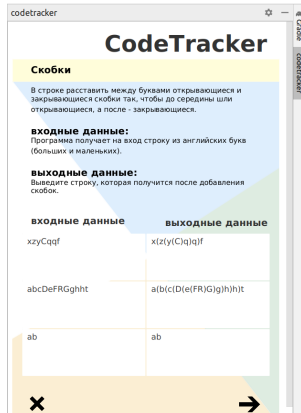 codetracker
Gradle
codetracker
CodeTracker
Скобки
В строке расставить между буквами открывающиеся и
закрывающиеся скобки так, чтобы до середины шли
открывающиеся, а после - закрывающиеся.
входные данные:
Программа получает на вход строку из английских букв
(больших и маленьких).
выходные данные:
Выведите строку, которая получится после добавления
скобок.
входные данные
выходные данные
xzyCqqf
x(z(y(C)q)q)f
abcDeFRGghht
a(b(c(D(e(FR)G)g)h)h)t
ab
ab